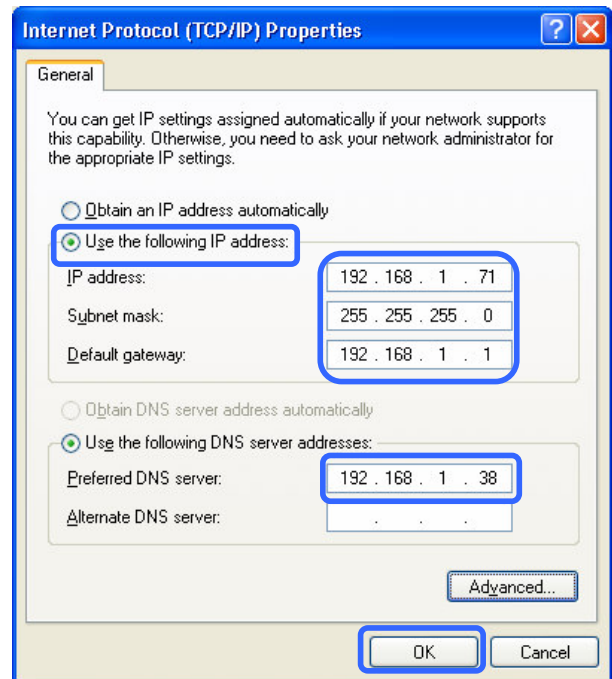 Internet Protocol (TCP/IP) Properties
General
You can get IP settings assigned automatically if your network supports
this capability. Otherwise, you need to ask your network administrator for
the appropriate IP settings.
Obtain an IP address automatically
Use the following IP address:
IP address: 192 . 168 . 1 . 71
Subnet mask: 255 . 255 . 255 . 0
Default gateway: 192 . 168 . 1 . 1
Obtain DNS server address automatically
Use the following DNS server addresses:
Preferred DNS server: 192 . 168 . 1 . 38
Alternate DNS server: . . .
Advanced...
OK Cancel